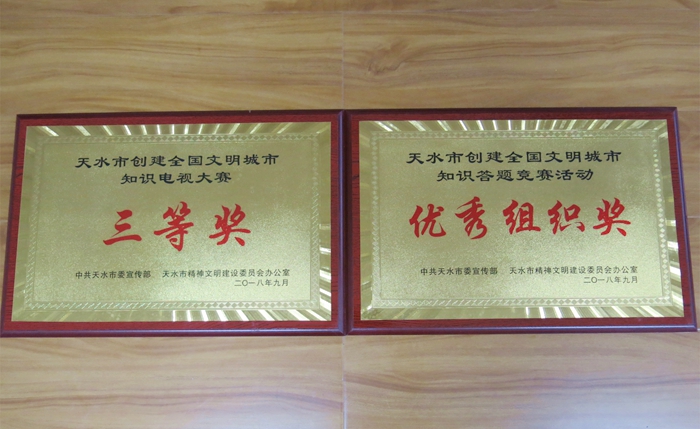 天水市创建全国文明城市
知识电视大赛
三等奖
中共天水市委宣传部 天水市精神文明建设委员会办公室
二〇一八年九月
天水市创建全国文明城市
知识答题竞赛活动
优秀组织奖
中共天水市委宣传部 天水市精神文明建设委员会办公室
二〇一八年九月